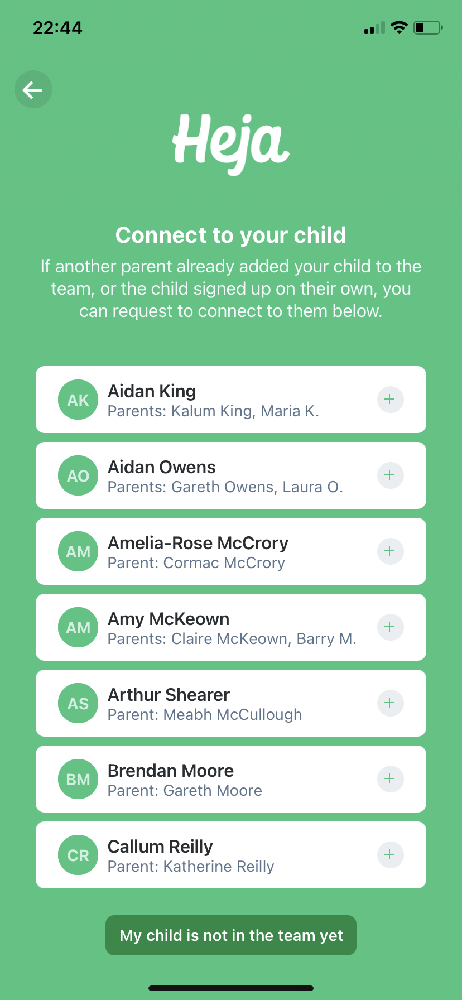 22:44
Heja
Connect to your child
If another parent already added your child to the
team, or the child signed up on their own, you
can request to connect to them below.
AK
Aidan King
Parents: Kalum King, Maria K.
AO
Aidan Owens
Parents: Gareth Owens, Laura O.
AM
Amelia-Rose McCrory
Parent: Cormac McCrory
AM
Amy McKeown
Parents: Claire McKeown, Barry M.
AS
Arthur Shearer
Parent: Meabh McCullough
BM
Brendan Moore
Parent: Gareth Moore
CR
Callum Reilly
Parent: Katherine Reilly
My child is not in the team yet